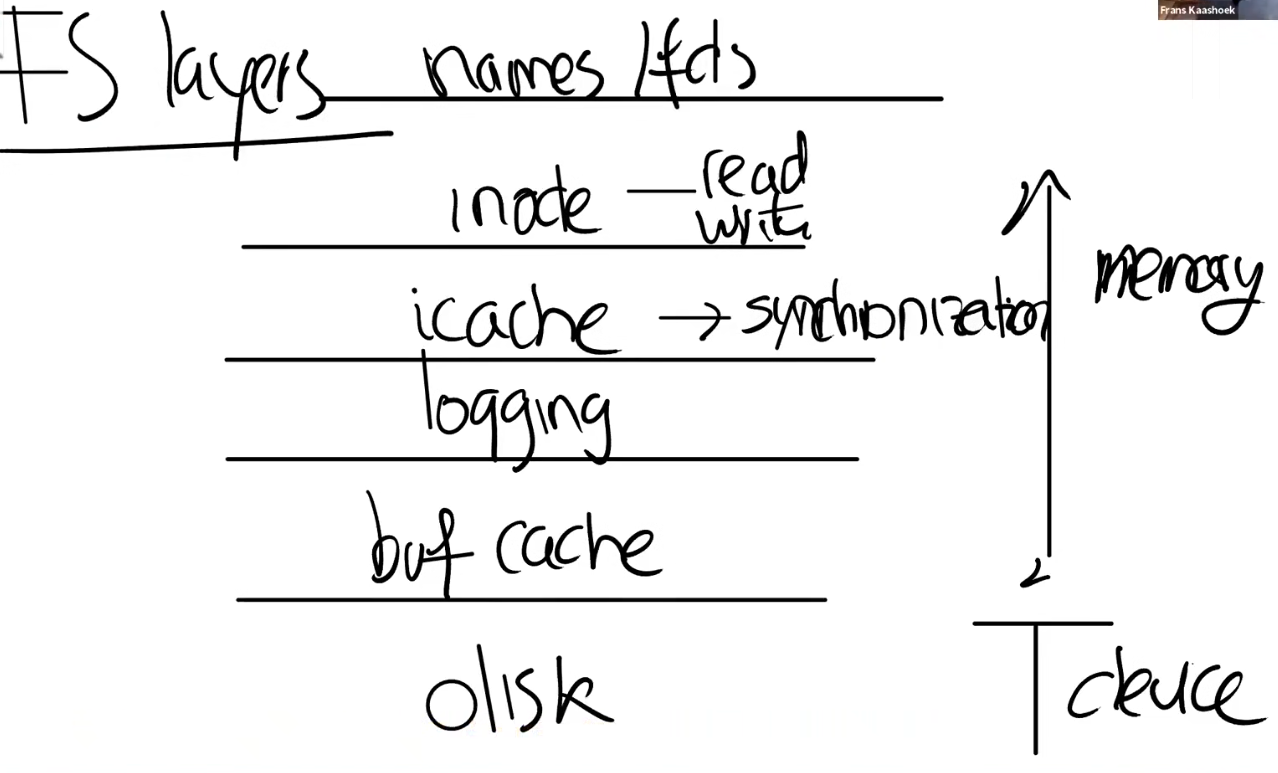 Frans Kaashoek
FS layers names/fds
inode — read
write
icache → synchronization
memory
logging
buf cache
disk
device